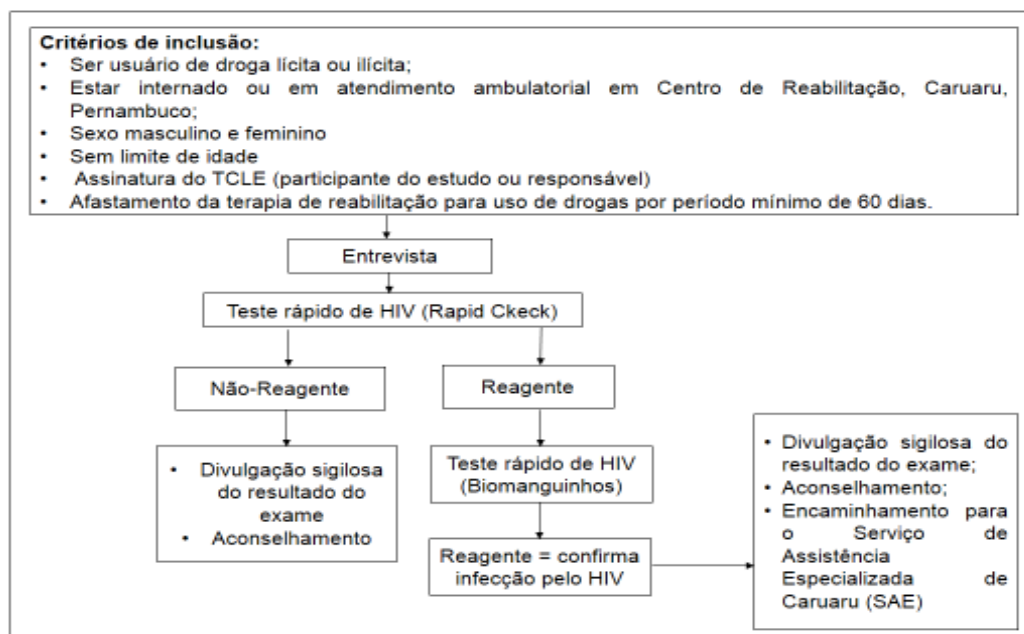 Critérios de inclusão:
• Ser usuário de droga lícita ou ilícita;
• Estar internado ou em atendimento ambulatorial em Centro de Reabilitação, Caruaru,
Pernambuco;
• Sexo masculino e feminino
• Sem limite de idade
• Assinatura do TCLE (participante do estudo ou responsável)
• Afastamento da terapia de reabilitação para uso de drogas por período mínimo de 60 dias.
Entrevista
Teste rápido de HIV (Rapid Ckeck)
Não-Reagente
Reagente
• Divulgação sigilosa
do resultado do
exame
• Aconselhamento
Teste rápido de HIV
(Biomanguinhos)
Reagente = confirma
infecção pelo HIV
• Divulgação sigilosa do
resultado do exame;
• Aconselhamento;
• Encaminhamento para
o Serviço de
Assistência
Especializada de
Caruaru (SAE)